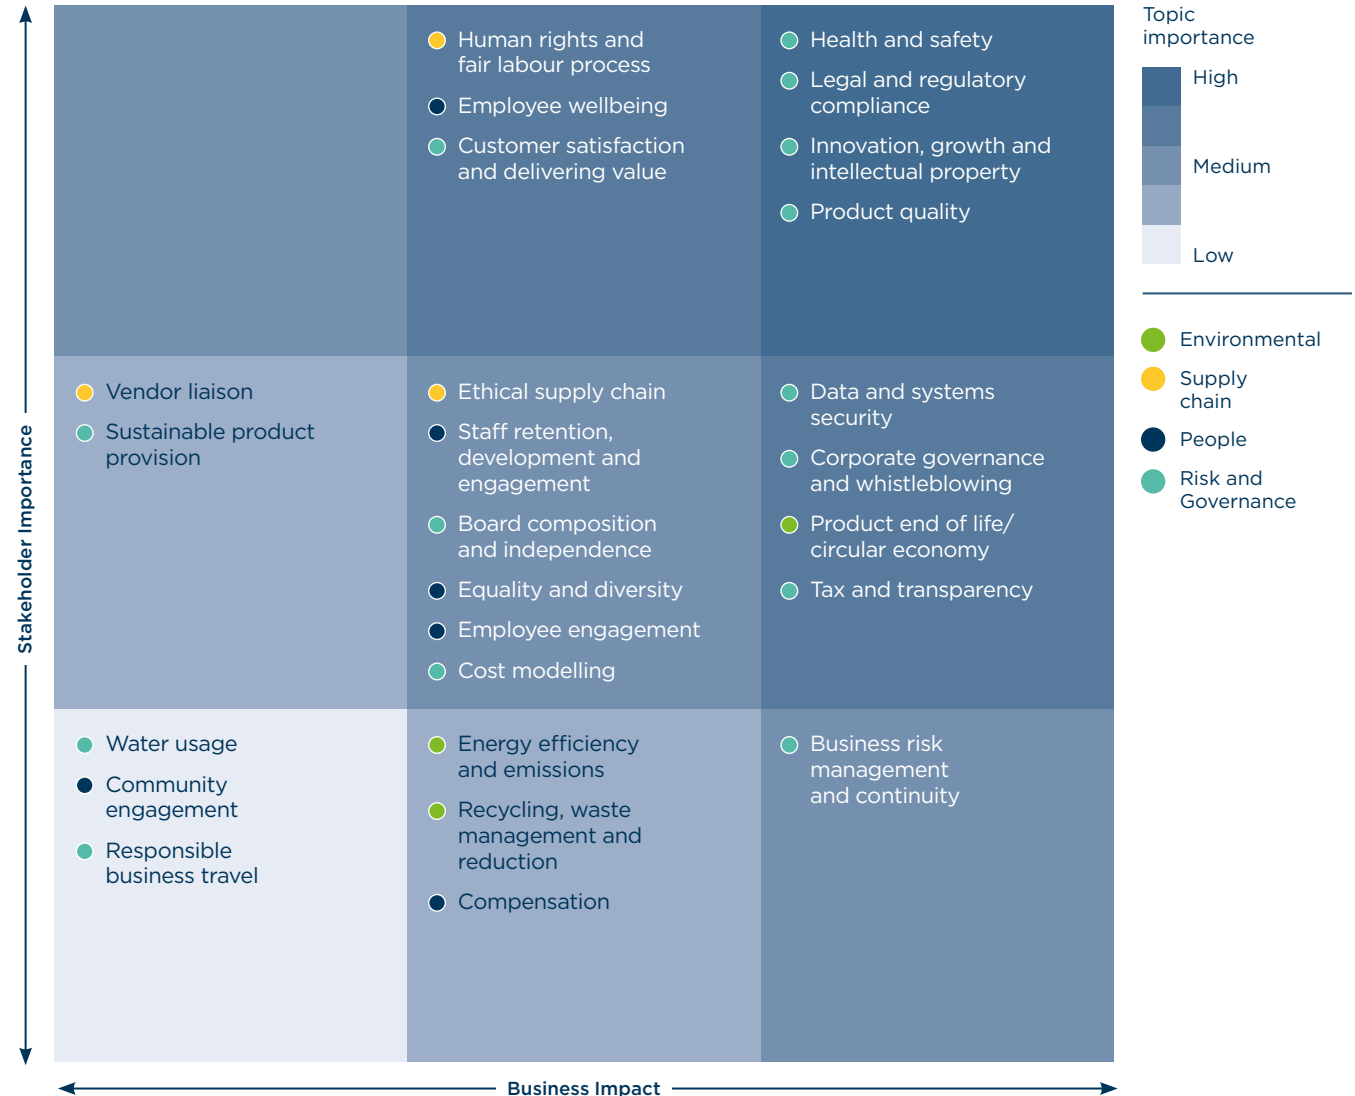 Human rights and
fair labour process
Employee wellbeing
Customer satisfaction
and delivering value
Health and safety
Legal and regulatory
compliance
Innovation, growth and
intellectual property
Product quality
Vendor liaison
Sustainable product
provision
Ethical supply chain
Staff retention,
development and
engagement
Board composition
and independence
Equality and diversity
Employee engagement
Cost modelling
Data and systems
security
Corporate governance
and whistleblowing
Product end of life/
circular economy
Tax and transparency
Water usage
Community
engagement
Responsible
business travel
Energy efficiency
and emissions
Recycling, waste
management and
reduction
Compensation
Business risk
management
and continuity
Stakeholder Importance
Business Impact
Topic
importance
High
Medium
Low
Environmental
Supply
chain
People
Risk and
Governance